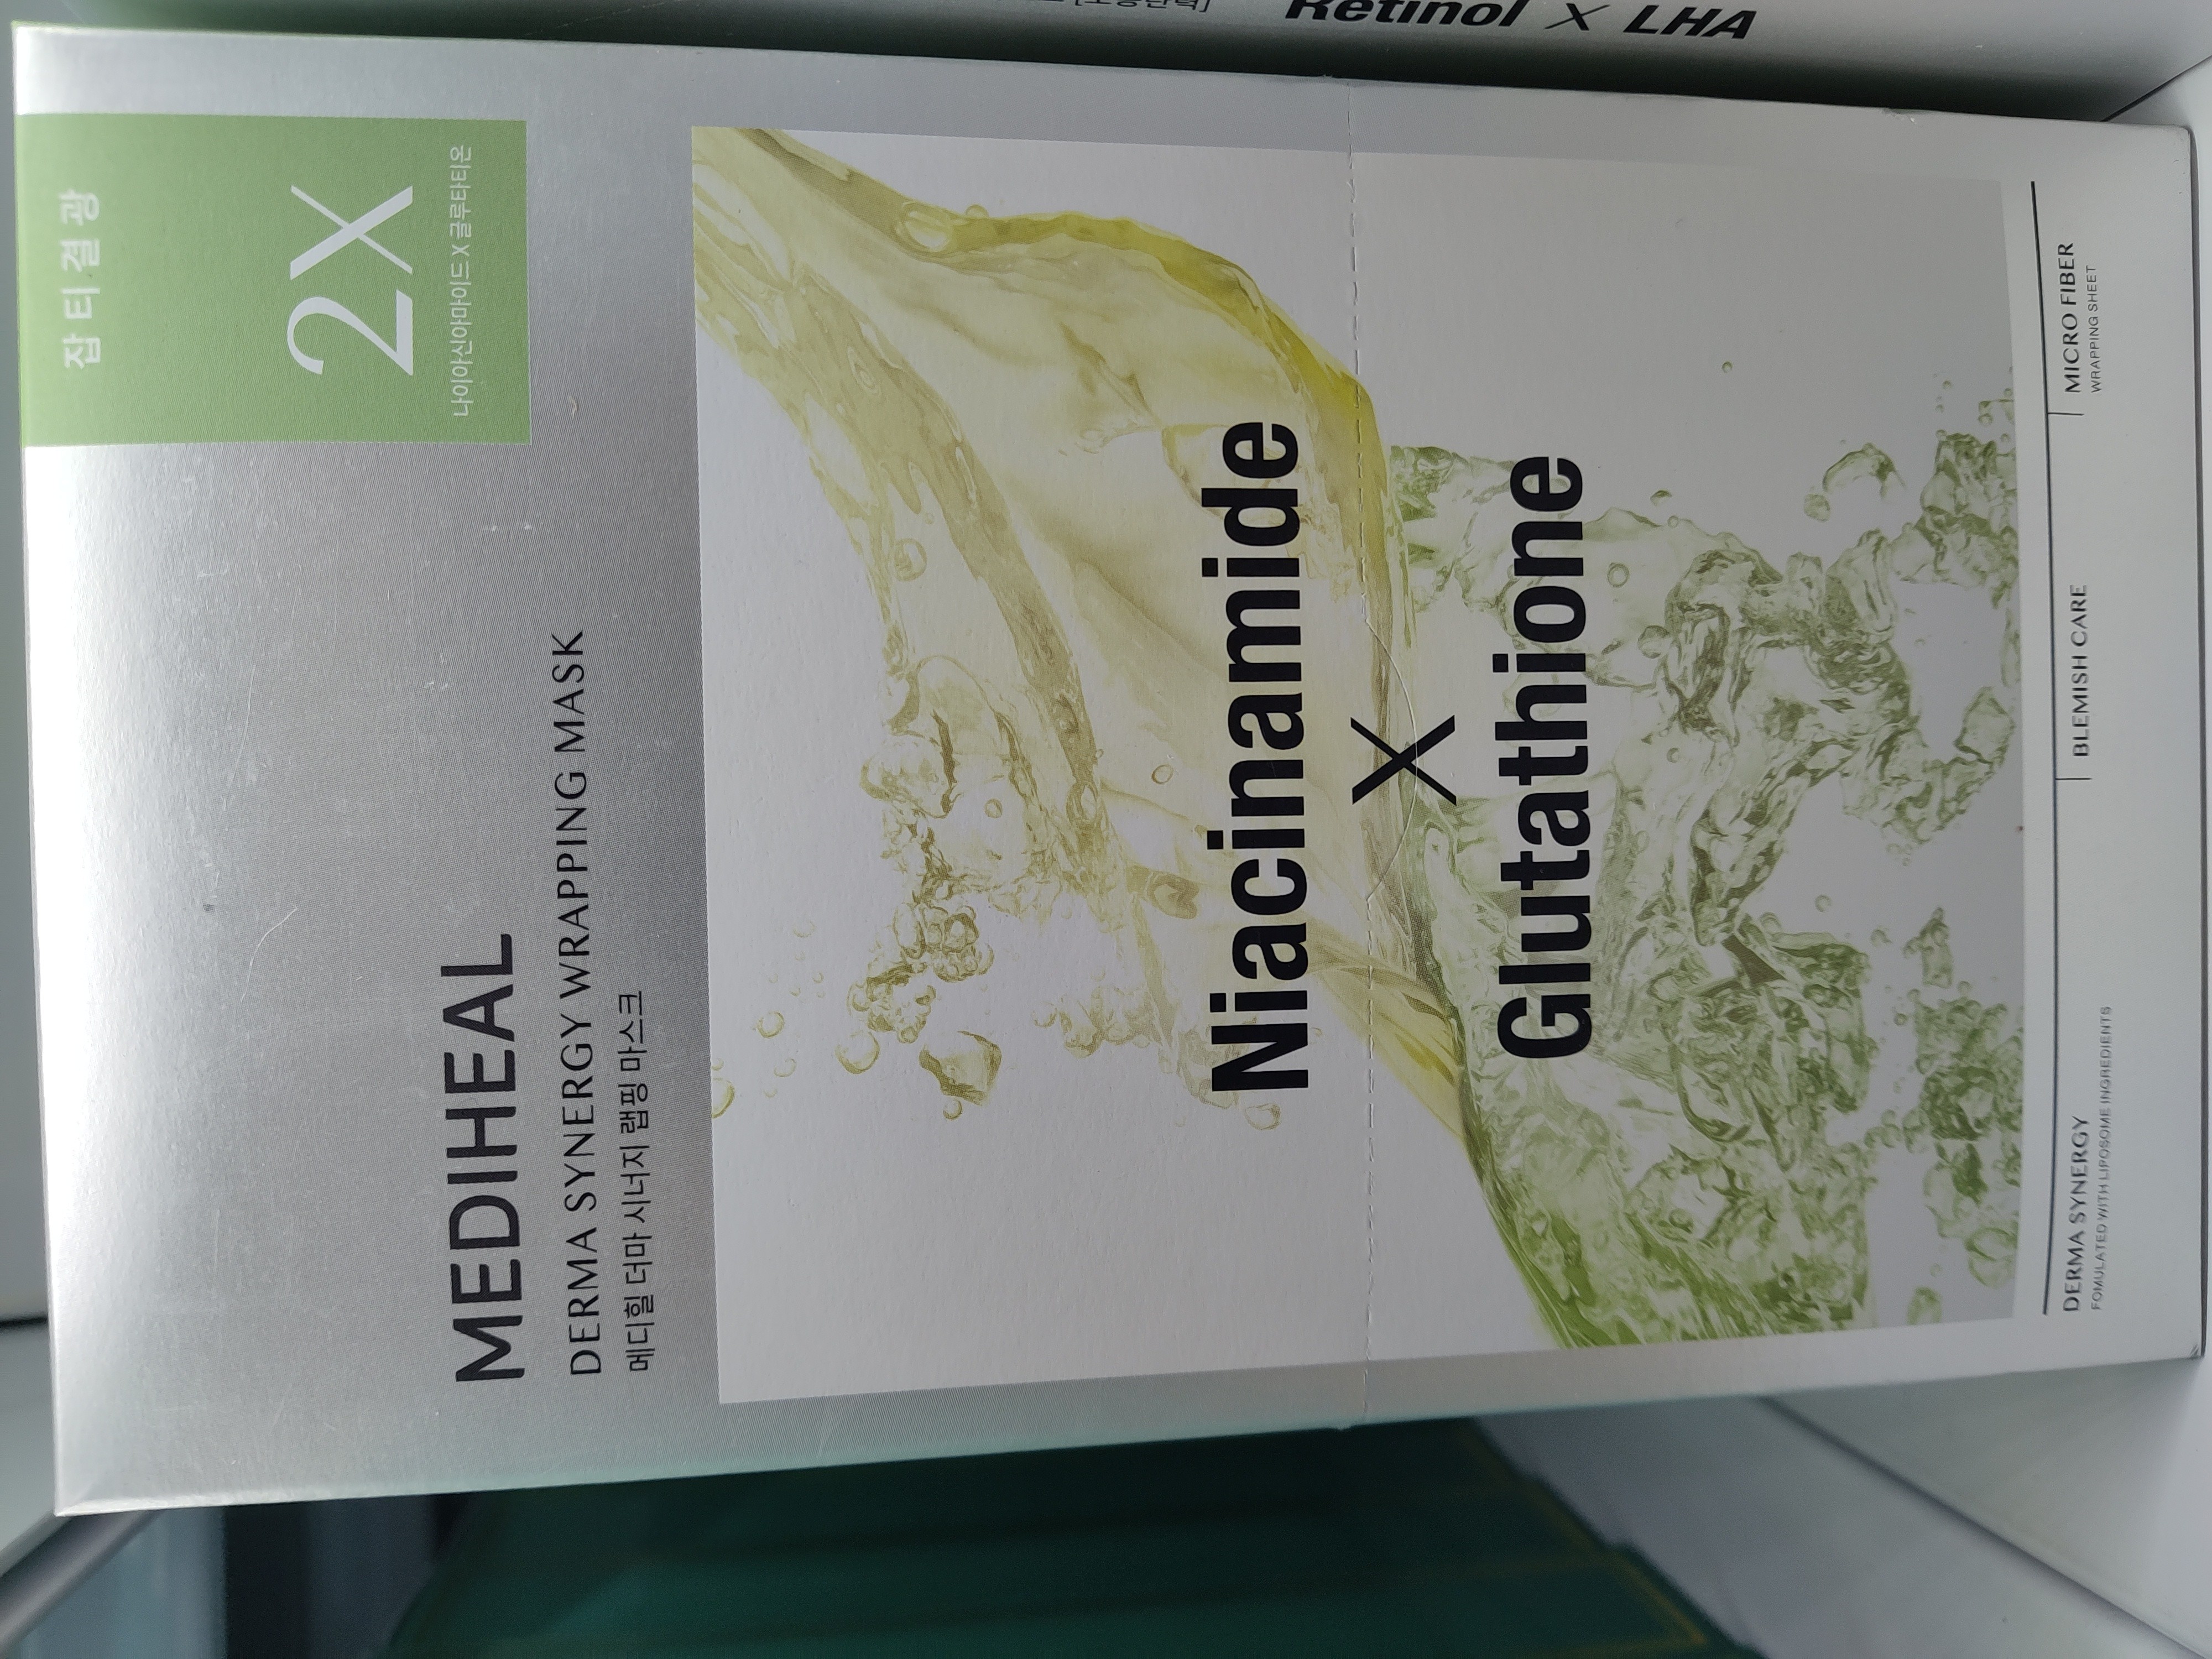 잡티결광
2X
나이아신아마이드 X 글루타티온
MEDIHEAL
DERMA SYNERGY WRAPPING MASK
메디힐 더마 시너지 랩핑 마스크
Niacinamide
X
Glutathione
DERMA SYNERGY
FOMULATED WITH LIPOSOME INGREDIENTS
BLEMISH CARE
MICRO FIBER
WRAPPING SHEET
Retinol X LHA